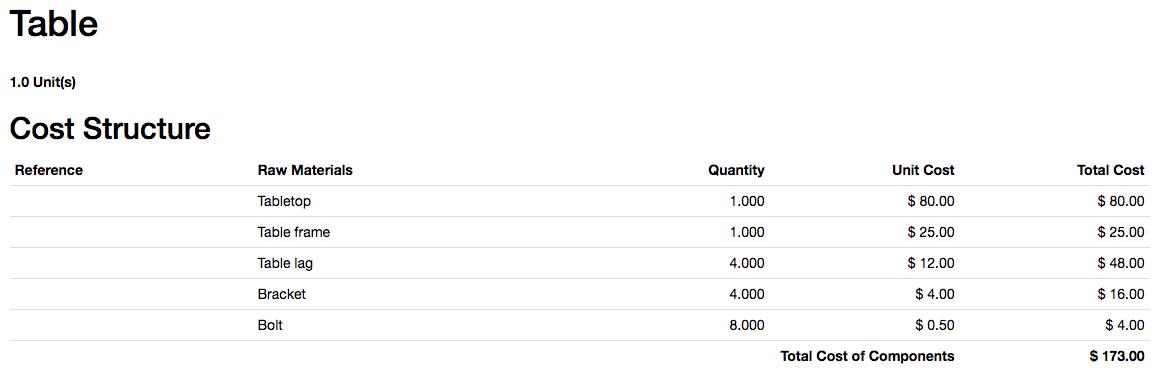 Table
1.0 Unit(s)
Cost Structure
Reference Raw Materials Quantity Unit Cost Total Cost
Tabletop 1.000 $ 80.00 $ 80.00
Table frame 1.000 $ 25.00 $ 25.00
Table lag 4.000 $ 12.00 $ 48.00
Bracket 4.000 $ 4.00 $ 16.00
Bolt 8.000 $ 0.50 $ 4.00
Total Cost of Components $ 173.00